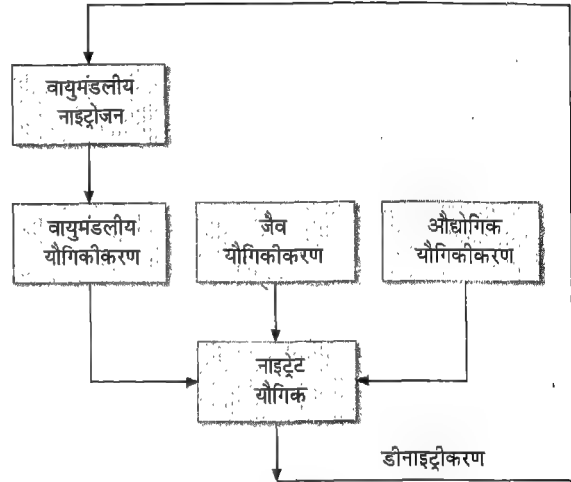 वायुमंडलीय
नाइट्रोजन
वायुमंडलीय
यौगिकीकरण
जैव
यौगिकीकरण
औद्योगिक
यौगिकीकरण
नाइट्रेट
यौगिक
डीनाइट्रीकरण